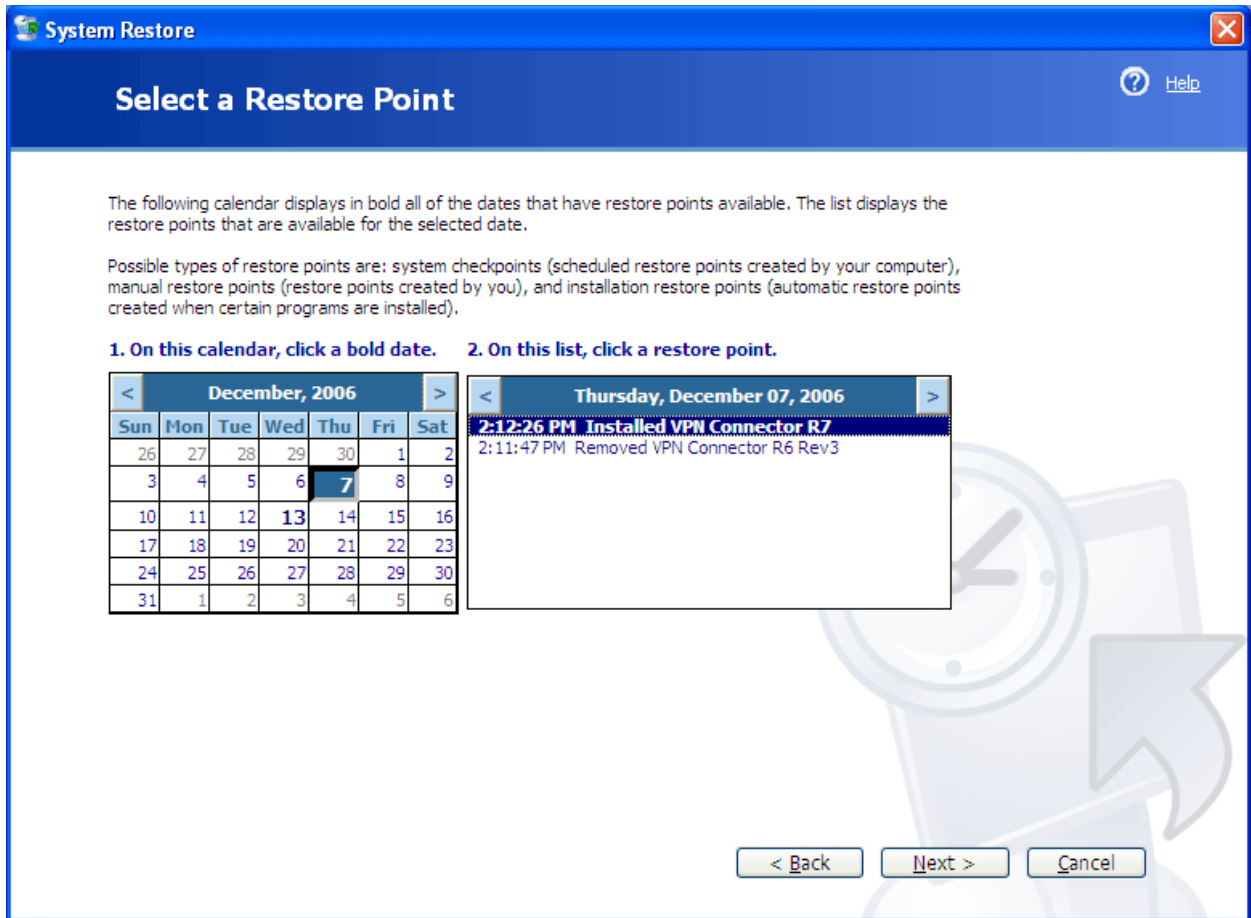 System Restore
Select a Restore Point
Help
The following calendar displays in bold all of the dates that have restore points available. The list displays the
restore points that are available for the selected date.
Possible types of restore points are: system checkpoints (scheduled restore points created by your computer),
manual restore points (restore points created by you), and installation restore points (automatic restore points
created when certain programs are installed).
1. On this calendar, click a bold date.
2. On this list, click a restore point.
< December, 2006 >
Sun Mon Tue Wed Thu Fri Sat
26 27 28 29 30 1 2
3 4 5 6 7 8 9
10 11 12 13 14 15 16
17 18 19 20 21 22 23
24 25 26 27 28 29 30
31 1 2 3 4 5 6
< Thursday, December 07, 2006 >
2:12:26 PM Installed VPN Connector R7
2:11:47 PM Removed VPN Connector R6 Rev3
< Back
Next >
Cancel